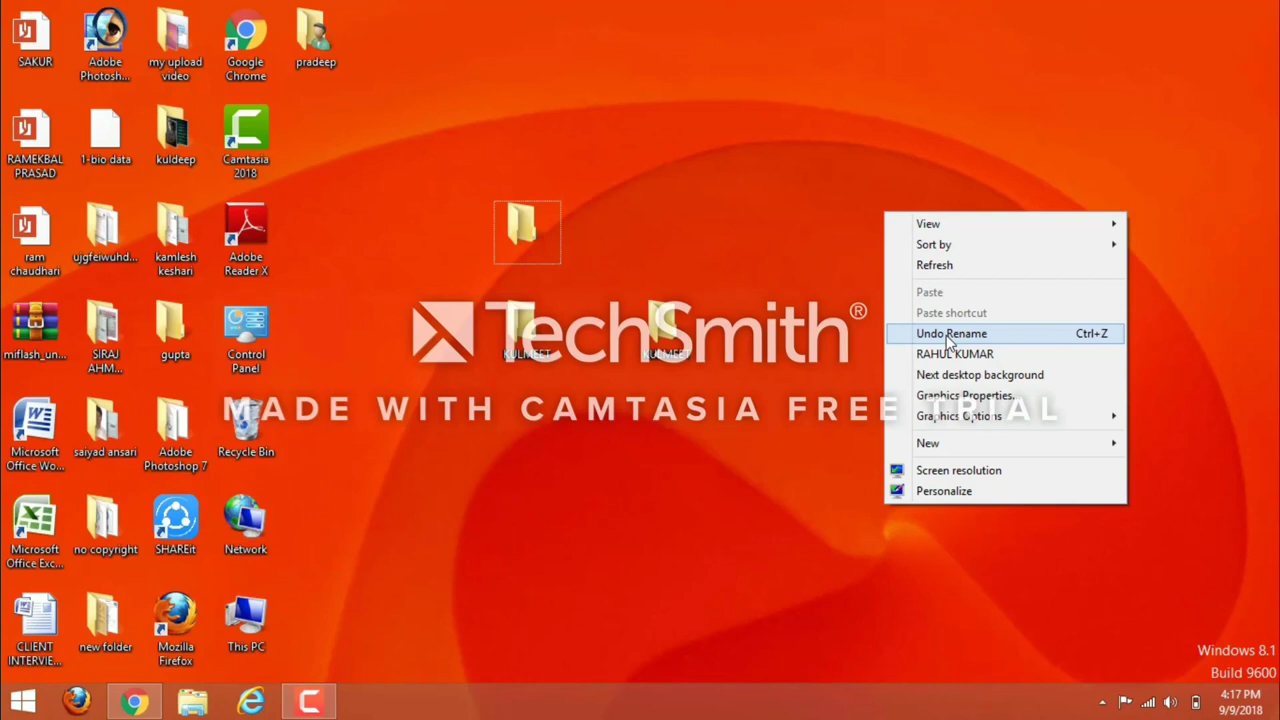 SAKUR
Adobe
Photosh...
my upload
video
Google
Chrome
pradeep
RAMEKBAL
PRASAD
1-bio data
kuldeep
Camtasia
2018
ram
chaudhari
ujgfeiwuhd...
kamlesh
keshari
Adobe
Reader X
miflash_un...
SIRAJ
AHM...
gupta
Control
Panel
KULMEET
KULMEET
Microsoft
Office Wo...
saiyad ansari
Adobe
Photoshop 7
Recycle Bin
Microsoft
Office Exc...
no copyright
SHAREit
Network
CLIENT
INTERVIE...
new folder
Mozilla
Firefox
This PC
TechSmith®
MADE WITH CAMTASIA FREE TRIAL
View
Sort by
Refresh
Paste
Paste shortcut
Undo Rename Ctrl+Z
RAHUL KUMAR
Next desktop background
Graphics Properties...
Graphics Options
New
Screen resolution
Personalize
Windows 8.1
Build 9600
4:17 PM
9/9/2018